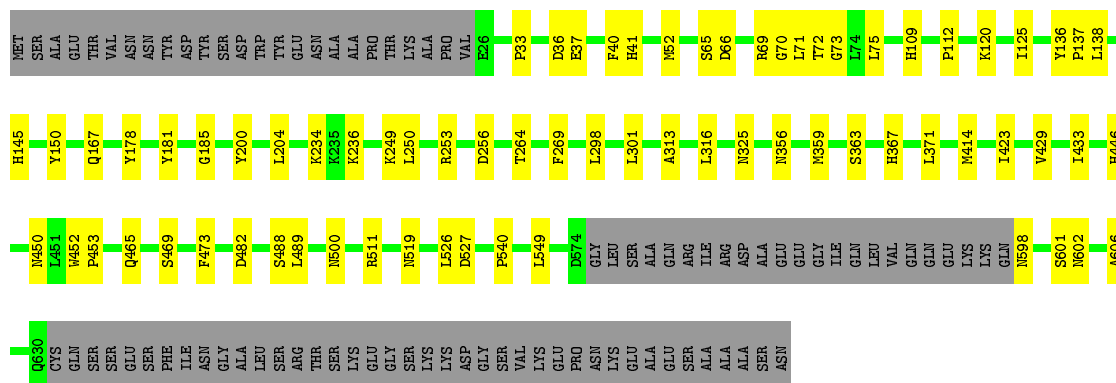 MET SER ALA GLU THR VAL ASN ASN TYR ASP TYR SER ASP TRP TYR GLU ASN ALA ALA PRO THR LYS ALA PRO VAL E26 P33 D36 E37 F40 H41 M52 S65 D66 R69 G70 L71 T72 G73 L74 L75 H109 P112 K120 I125 Y136 P137 L138
H145 Y150 Q167 Y178 Y181 G185 Y200 L204 K234 K235 K236 K249 L250 R253 D256 T264 F269 L298 L301 A313 L316 N325 N356 M359 S363 H367 L371 M414 I423 V429 I433 H446
N450 L451 W452 P453 Q465 S469 F473 D482 S488 L489 N500 R511 N519 L526 D527 P540 L549 D574 GLY LEU SER ALA GLN ARG ILE ARG ASP ALA GLU GLU GLY ILE GLN LEU VAL GLN GLN GLU LYS LYS GLN N598 S601 N602 A606
Q630 CYS GLN SER SER GLU SER PHE ILE ASN GLY ALA LEU SER ARG THR SER LYS GLU GLY SER LYS LYS ASP GLY SER VAL LYS GLU PRO ASN LYS GLU ALA GLU SER ALA ALA ALA SER ASN